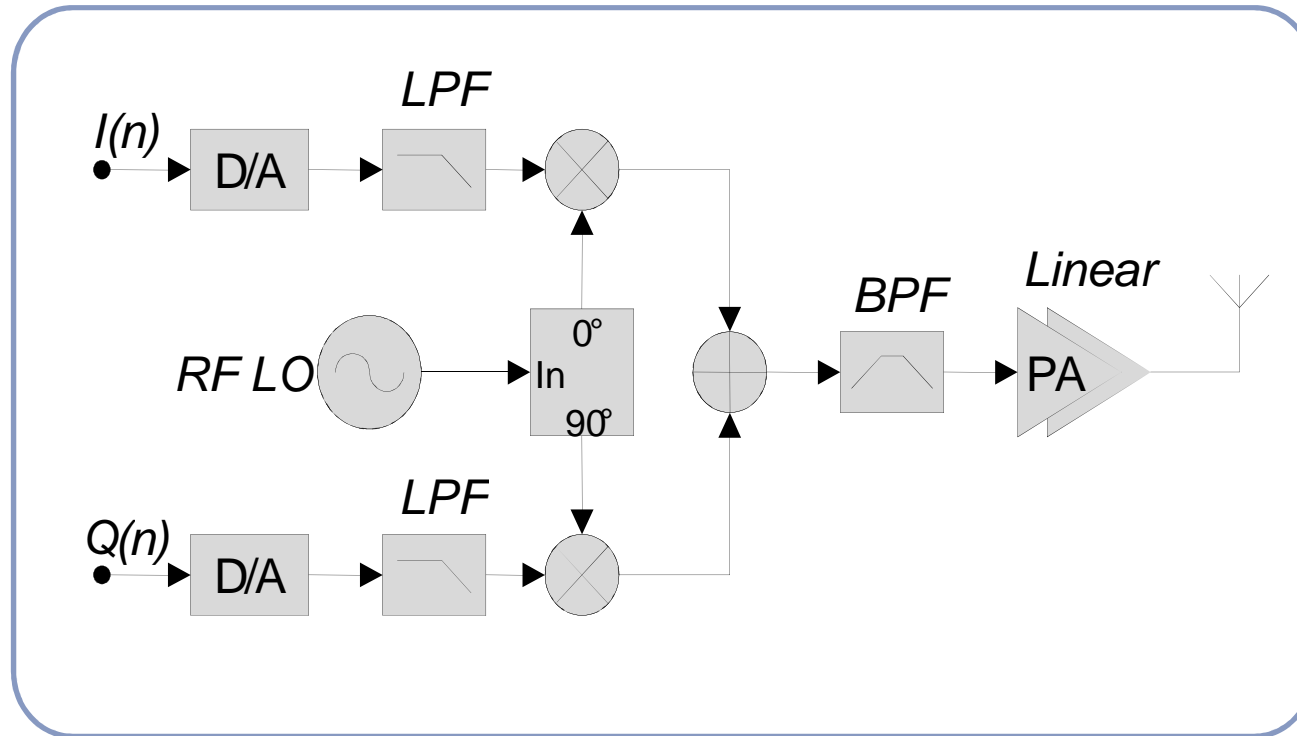 LPF
I(n)
D/A
Linear
BPF
0°
RF LO
In
PA
90°
LPF
Q(n)
D/A